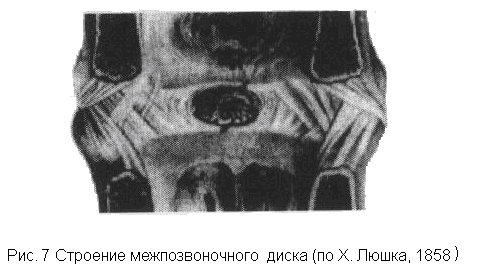 Рис. 7 Строение межпозвоночного диска (по Х. Люшка, 1858)